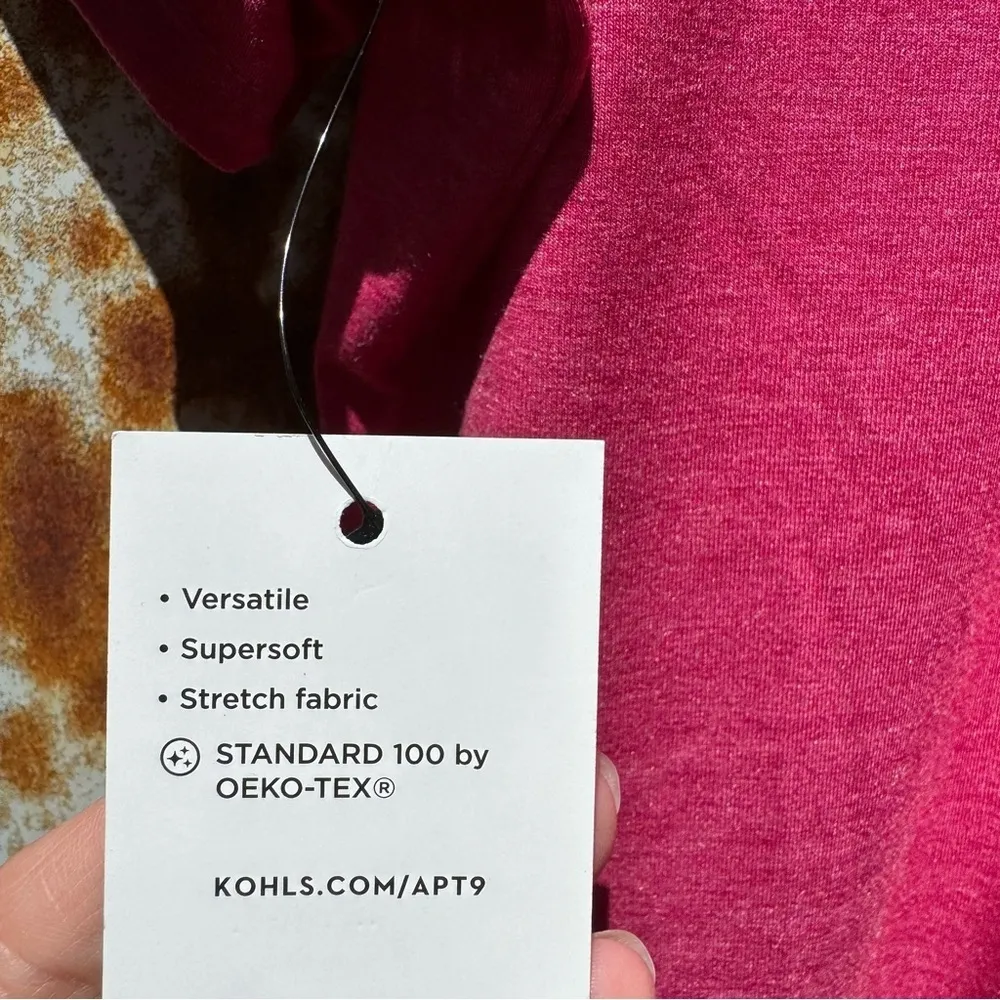 • Versatile
• Supersoft
• Stretch fabric
STANDARD 100 by
OEKO-TEX®
KOHLS.COM/APT9